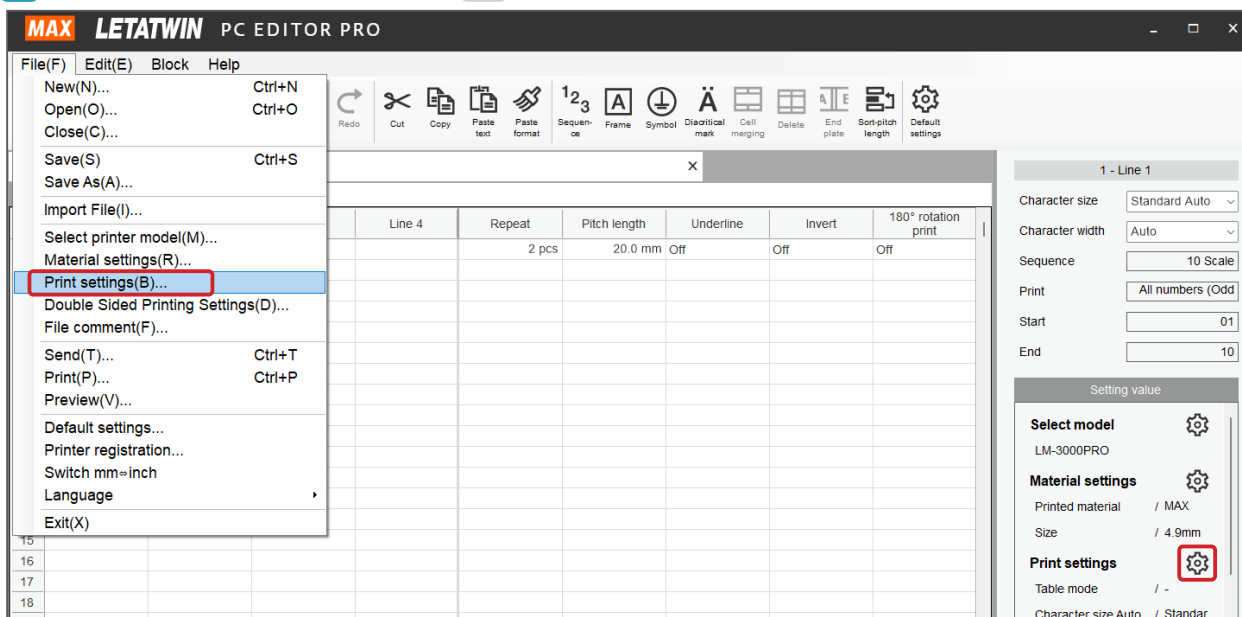 MAX LETATWIN PC EDITOR PRO
File(F) Edit(E) Block Help
New(N)... Ctrl+N
Open(O)... Ctrl+O
Close(C)...
Save(S) Ctrl+S
Save As(A)...
Import File(I)...
Select printer model(M)...
Material settings(R)...
Print settings(B)...
Double Sided Printing Settings(D)...
File comment(F)...
Send(T)... Ctrl+T
Print(P)... Ctrl+P
Preview(V)...
Default settings...
Printer registration...
Switch mm⇔inch
Language
Exit(X)
Redo
Cut
Copy
Paste text
Paste format
Sequen-ce
Frame
Symbol
Diacritical mark
Cell merging
Delete
End plate
Sort-pitch length
Default settings
Line 4 Repeat Pitch length Underline Invert 180° rotation print
2 pcs 20.0 mm Off Off Off
15
16
17
18
1 - Line 1
Character size Standard Auto
Character width Auto
Sequence 10 Scale
Print All numbers (Odd
Start 01
End 10
Setting value
Select model
LM-3000PRO
Material settings
Printed material / MAX
Size / 4.9mm
Print settings
Table mode / -
Character size Auto / Standar